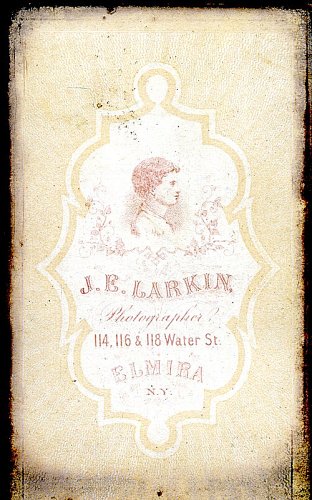 J. E. LARKIN,
Photographer
114, 116 & 118 Water St.
ELMIRA
N.Y.